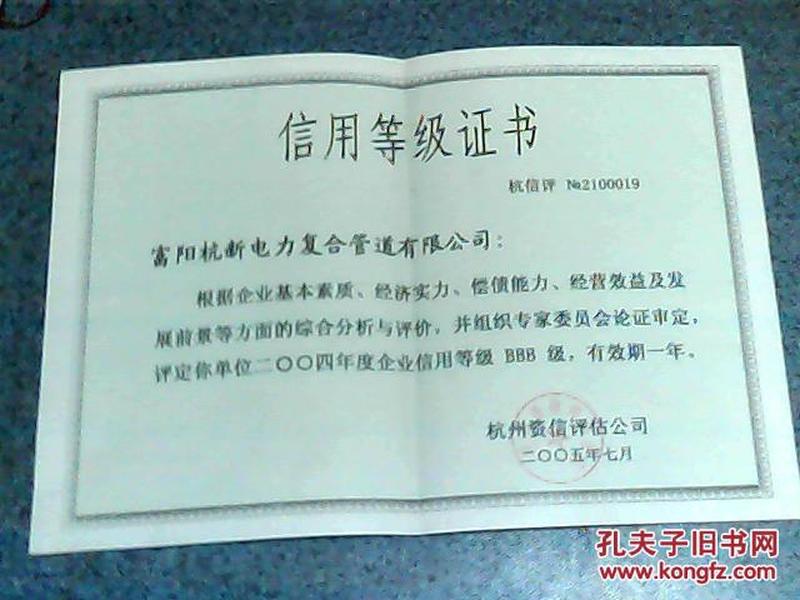 信用等级证书
杭信评 №2100019
富阳杭新电力复合管道有限公司：
根据企业基本素质、经济实力、偿债能力、经营效益及发
展前景等方面的综合分析与评价，并组织专家委员会论证审定，
评定你单位二〇〇四年度企业信用等级 BBB 级，有效期一年。
杭州资信评估公司
二〇〇五年七月
孔夫子旧书网
www.kongfz.com